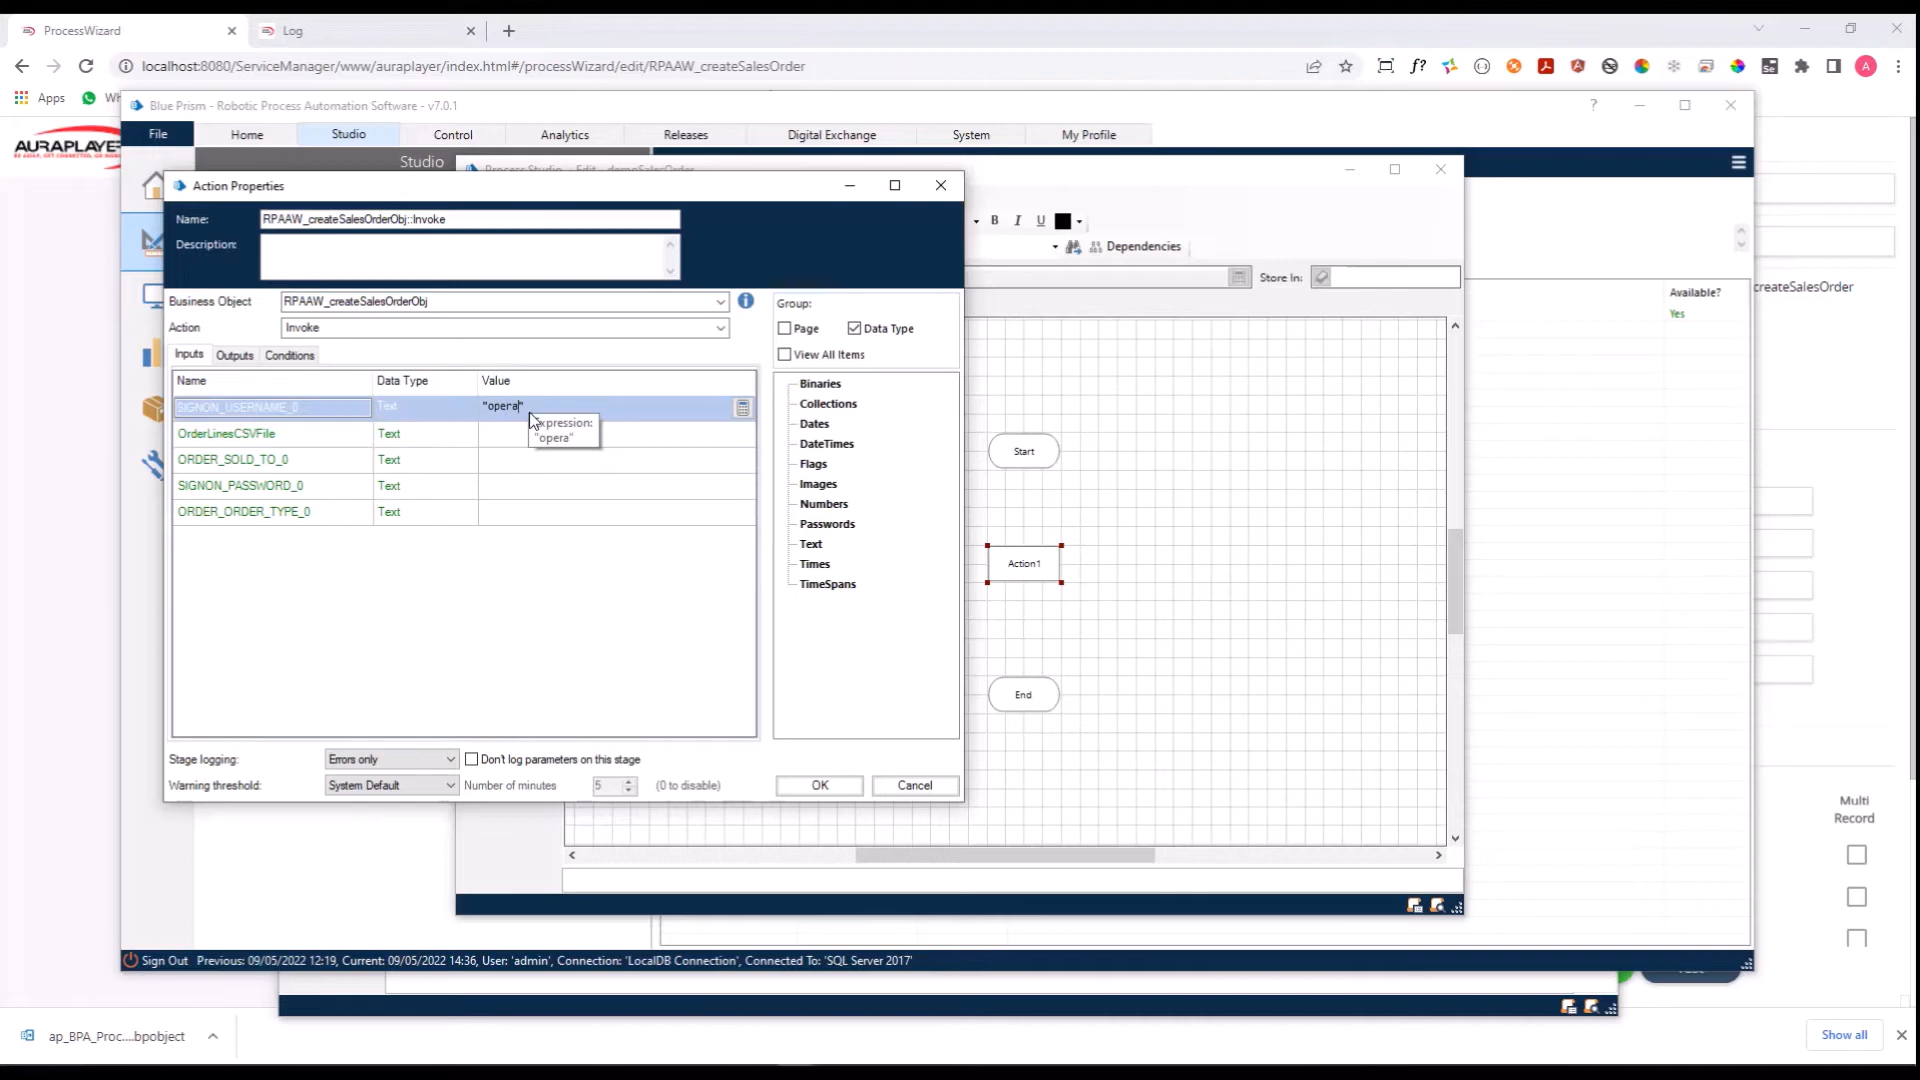 ProcessWizard
Log
localhost:8080/ServiceManager/www/auraplayer/index.html#/processWizard/edit/RPAAW_createSalesOrder
f?
A
Apps
Blue Prism - Robotic Process Automation Software - v7.0.1
?
AURAPLAYER
File
Home
Studio
Control
Analytics
Releases
Digital Exchange
System
My Profile
Studio
Process Studio - Edit - demoSalesOrder
Action Properties
Name:
RPAAW_createSalesOrderObj::Invoke
B I U
Description:
Dependencies
Store In:
Business Object
RPAAW_createSalesOrderObj
Group:
createSalesOrder
Available?
Yes
Action
Invoke
Page
Data Type
View All Items
Inputs
Outputs
Conditions
Name
Data Type
Value
SIGNON_USERNAME_0
Text
"opera"
OrderLinesCSVFile
Text
ORDER_SOLD_TO_0
Text
SIGNON_PASSWORD_0
Text
ORDER_ORDER_TYPE_0
Text
Expression:
"opera"
Binaries
Collections
Dates
DateTimes
Flags
Images
Numbers
Passwords
Text
Times
TimeSpans
Start
Action1
End
Stage logging:
Errors only
Don't log parameters on this stage
Warning threshold:
System Default
Number of minutes
5
(0 to disable)
OK
Cancel
Multi
Record
Sign Out
Previous: 09/05/2022 12:19, Current: 09/05/2022 14:36, User: 'admin', Connection: 'LocalDB Connection', Connected To: 'SQL Server 2017'
ap_BPA_Proc....bpobject
Show all